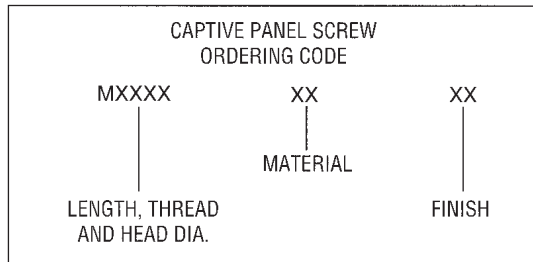 CAPTIVE PANEL SCREW
ORDERING CODE
MXXXX XX XX
MATERIAL
LENGTH, THREAD
AND HEAD DIA.
FINISH